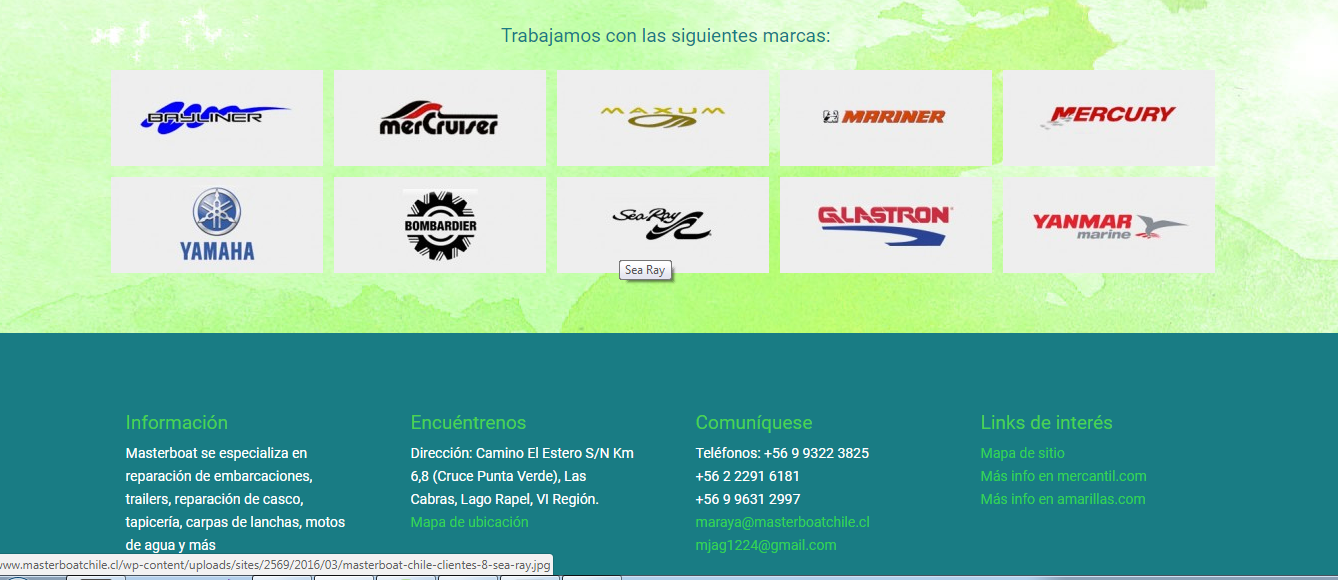 Trabajamos con las siguientes marcas:
BAYLINER
merCruiser
MAXUM
MARINER
MERCURY
YAMAHA
BOMBARDIER
Sea Ray
GLASTRON
YANMAR
marine
Sea Ray
Información
Masterboat se especializa en
reparación de embarcaciones,
trailers, reparación de casco,
tapicería, carpas de lanchas, motos
de agua y más
Encuéntrenos
Dirección: Camino El Estero S/N Km
6,8 (Cruce Punta Verde), Las
Cabras, Lago Rapel, VI Región.
Mapa de ubicación
Comuníquese
Teléfonos: +56 9 9322 3825
+56 2 2291 6181
+56 9 9631 2997
maraya@masterboatchile.cl
mjag1224@gmail.com
Links de interés
Mapa de sitio
Más info en mercantil.com
Más info en amarillas.com
www.masterboatchile.cl/wp-content/uploads/sites/2569/2016/03/masterboat-chile-clientes-8-sea-ray.jpg